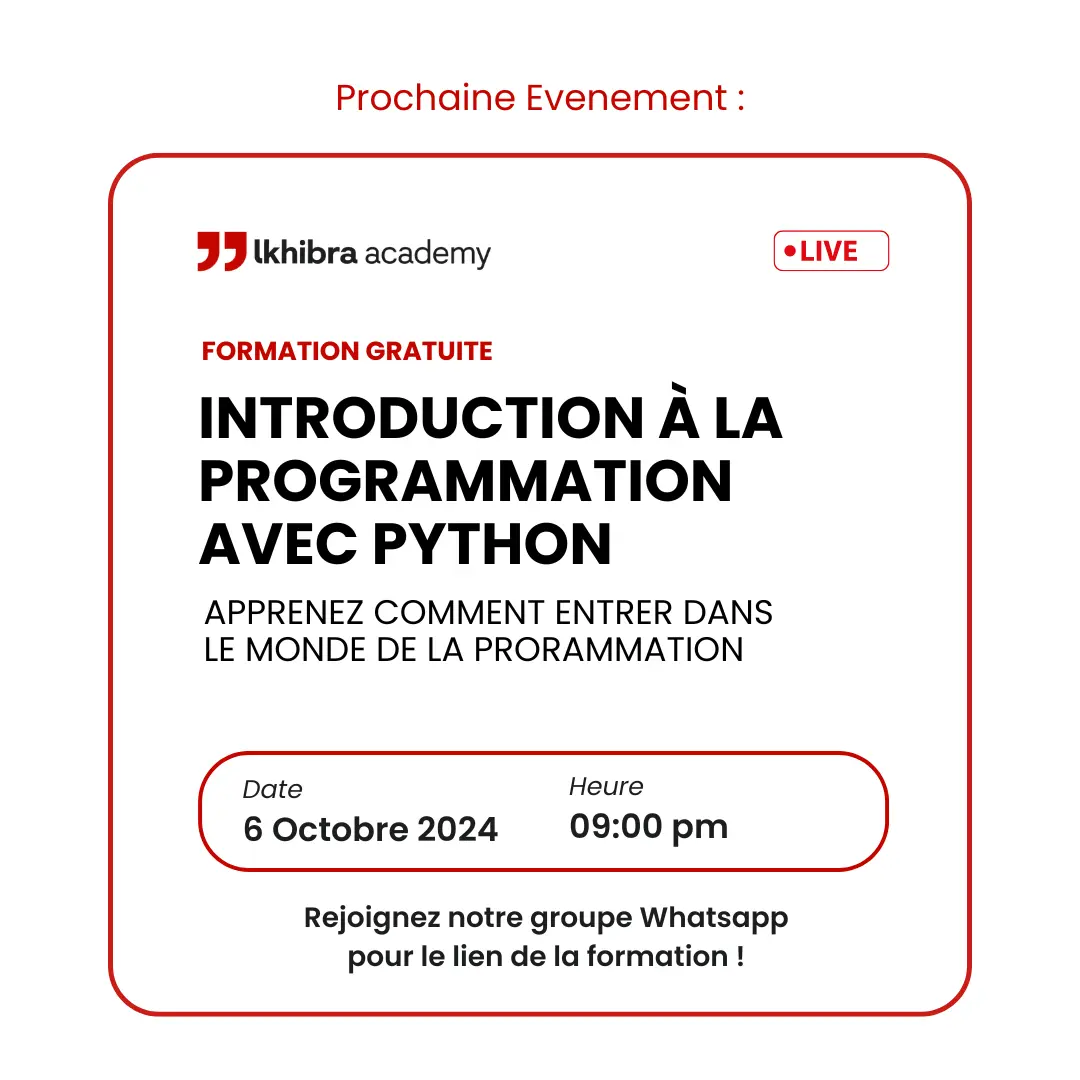 Prochaine Evenement :
lkhibra academy
LIVE
FORMATION GRATUITE
INTRODUCTION À LA
PROGRAMMATION
AVEC PYTHON
APPRENEZ COMMENT ENTRER DANS
LE MONDE DE LA PRORAMMATION
Date
6 Octobre 2024
Heure
09:00 pm
Rejoignez notre groupe Whatsapp
pour le lien de la formation !